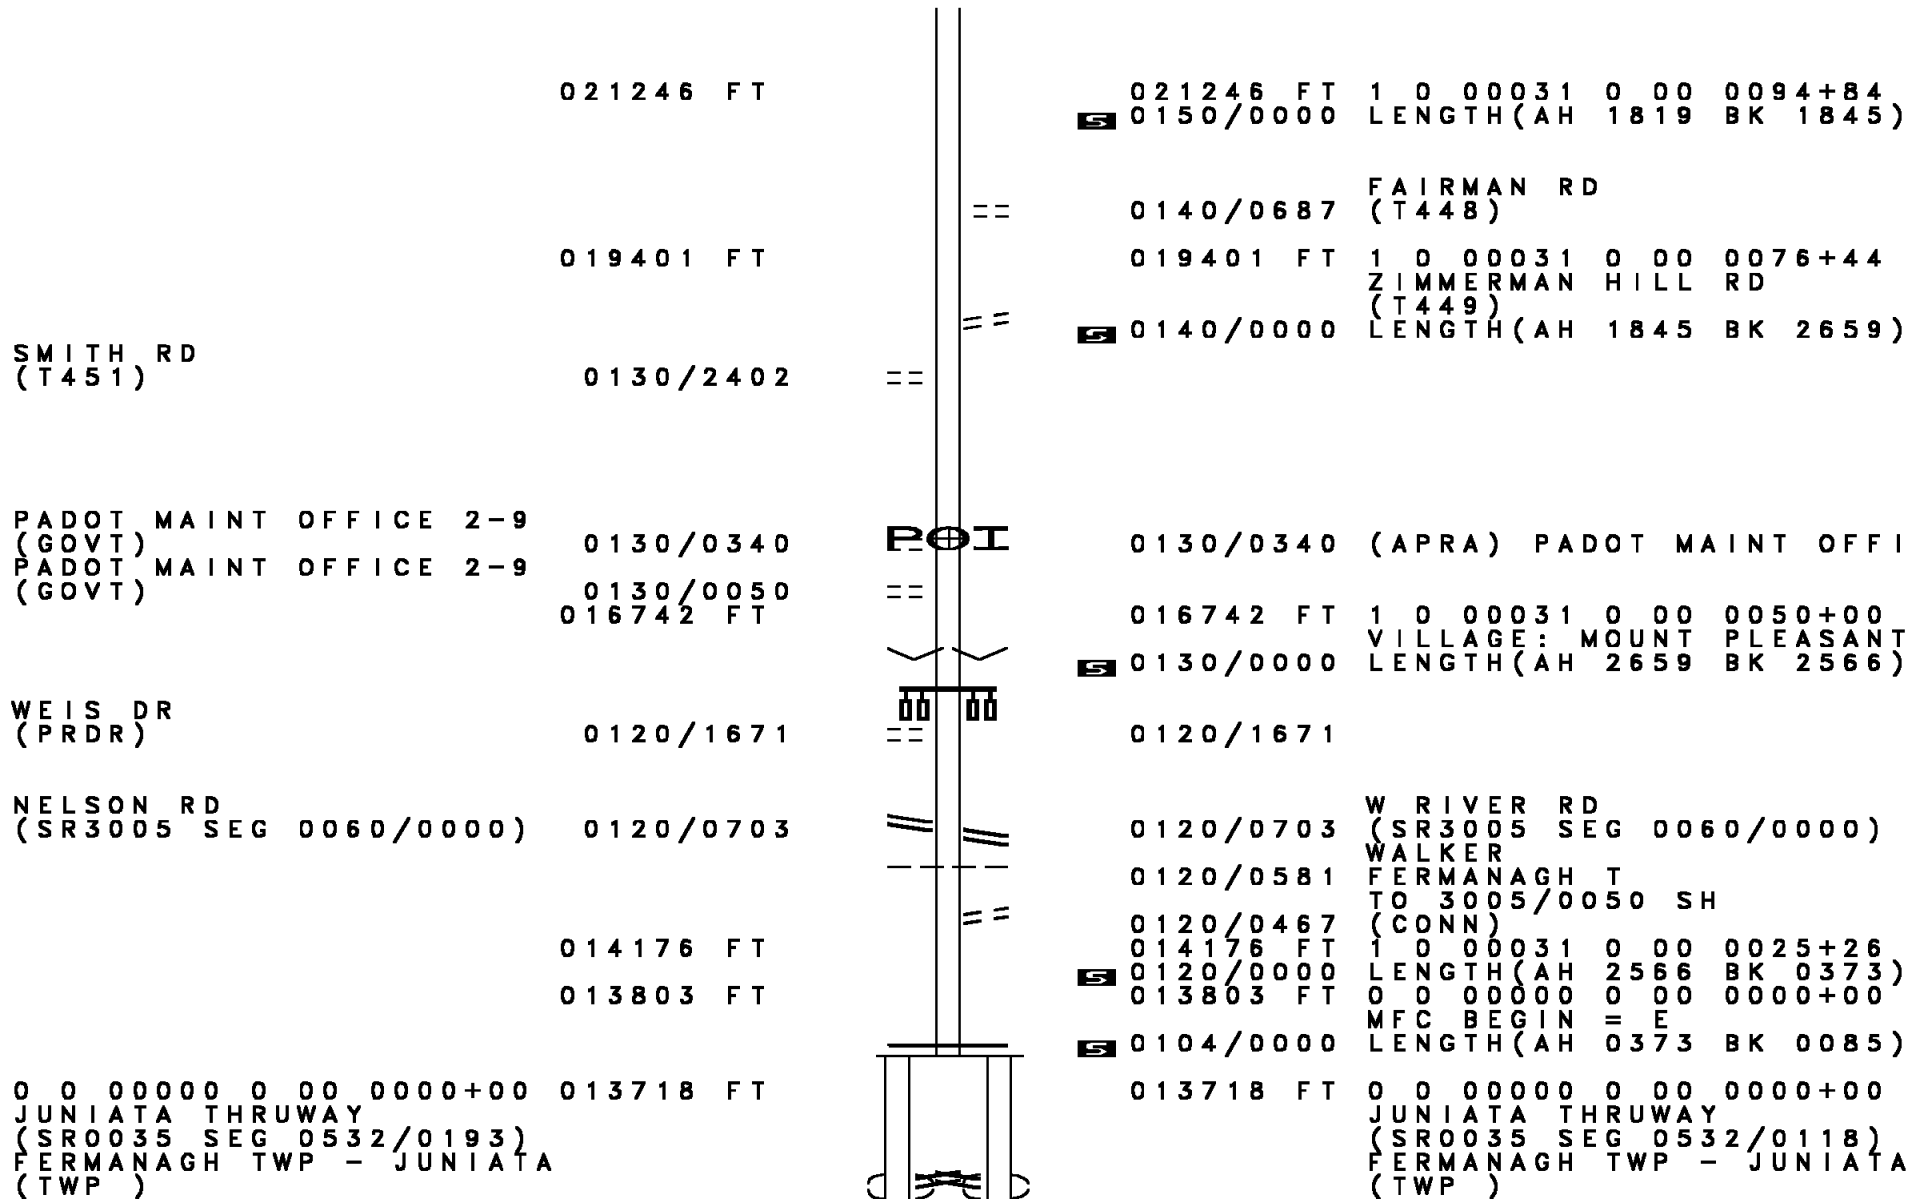 021246 FT 021246 FT 1 0 00031 0 00 0094+84
S 0150/0000 LENGTH(AH 1819 BK 1845)
FAIRMAN RD
0140/0687 (T448)
019401 FT 019401 FT 1 0 00031 0 00 0076+44
ZIMMERMAN HILL RD
(T449)
S 0140/0000 LENGTH(AH 1845 BK 2659)
SMITH RD
(T451) 0130/2402
PADOT MAINT OFFICE 2-9
(GOVT) 0130/0340 POI 0130/0340 (APRA) PADOT MAINT OFFI
PADOT MAINT OFFICE 2-9
(GOVT) 0130/0050
016742 FT 016742 FT 1 0 00031 0 00 0050+00
VILLAGE: MOUNT PLEASANT
S 0130/0000 LENGTH(AH 2659 BK 2566)
WEIS DR
(PRDR) 0120/1671 0120/1671
NELSON RD W RIVER RD
(SR3005 SEG 0060/0000) 0120/0703 0120/0703 (SR3005 SEG 0060/0000)
WALKER
0120/0581 FERMANAGH T
TO 3005/0050 SH
0120/0467 (CONN)
014176 FT 014176 FT 1 0 00031 0 00 0025+26
S 0120/0000 LENGTH(AH 2566 BK 0373)
013803 FT 013803 FT 0 0 00000 0 00 0000+00
MFC BEGIN = E
S 0104/0000 LENGTH(AH 0373 BK 0085)
0 0 00000 0 00 0000+00 013718 FT 013718 FT 0 0 00000 0 00 0000+00
JUNIATA THRUWAY JUNIATA THRUWAY
(SR0035 SEG 0532/0193) (SR0035 SEG 0532/0118)
FERMANAGH TWP - JUNIATA FERMANAGH TWP - JUNIATA
(TWP ) (TWP )